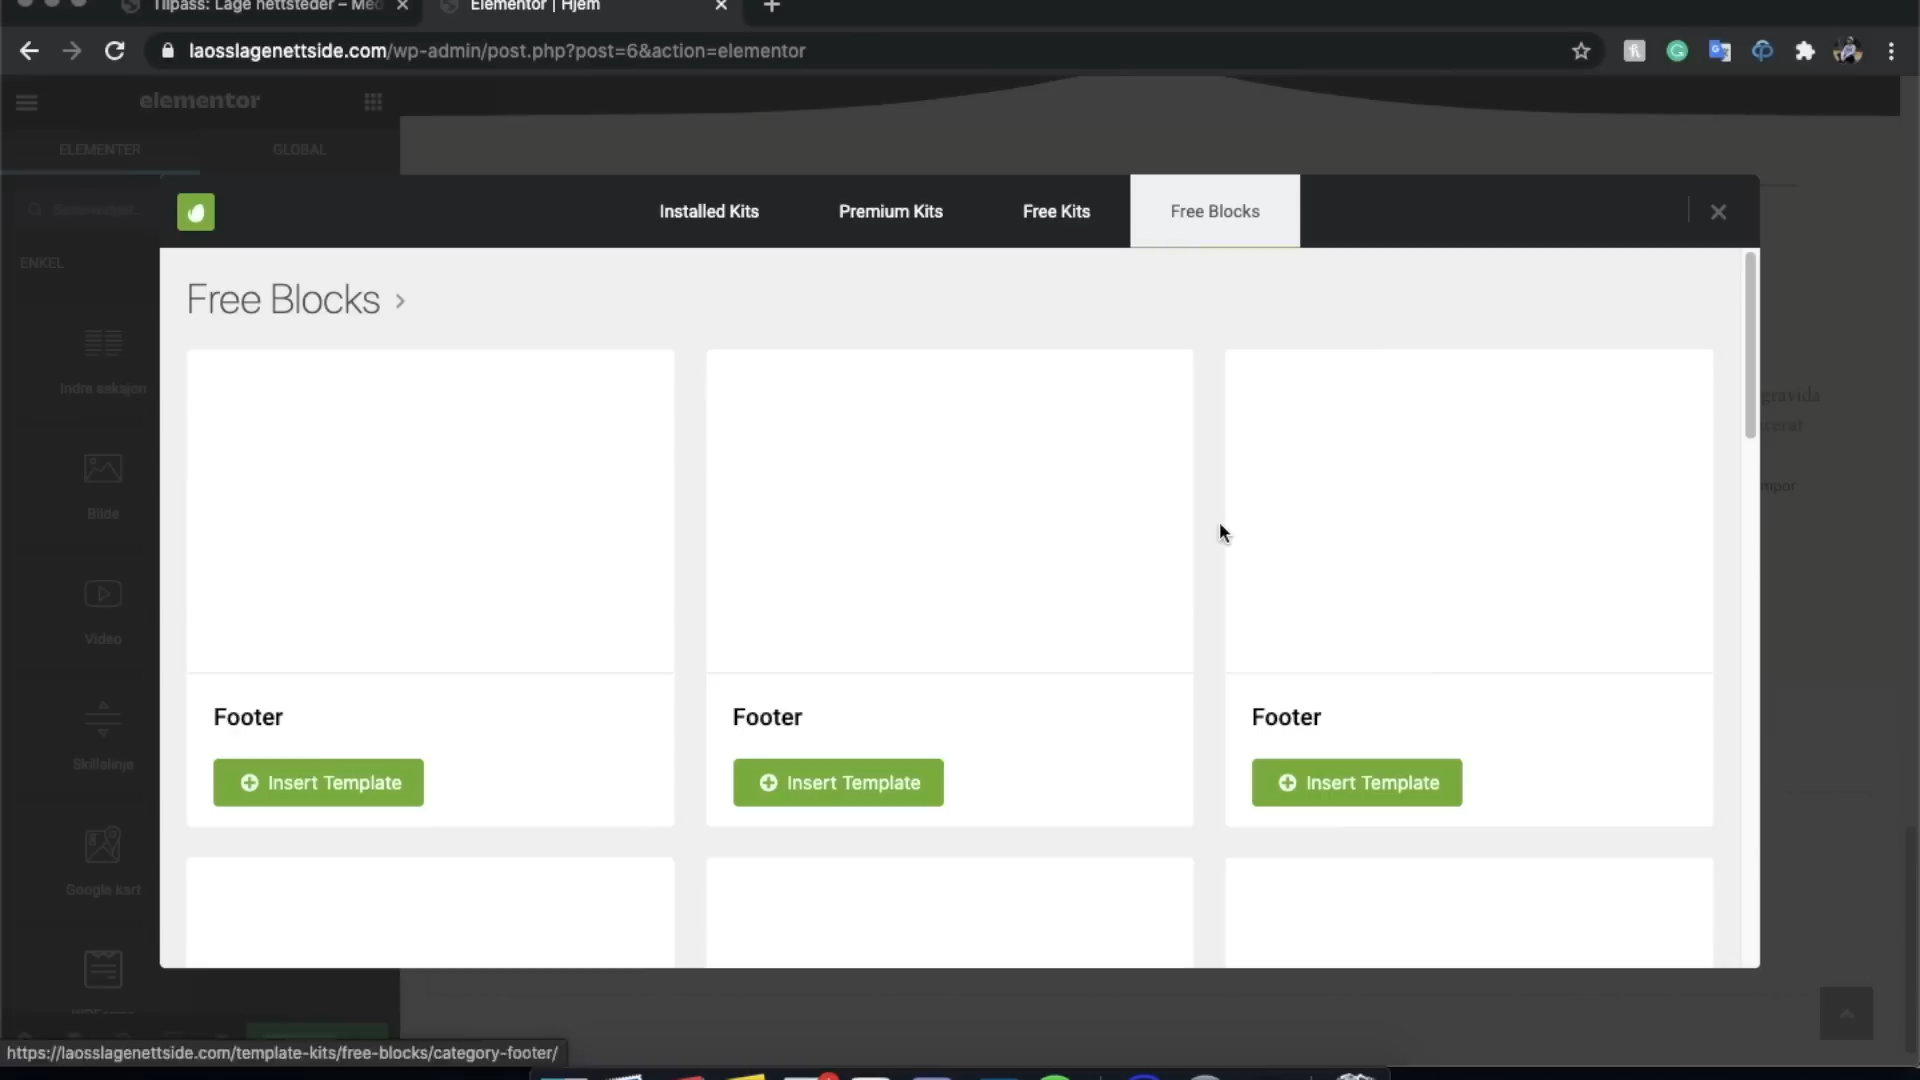 Tilpass: Lage nettsteder – Med
Elementor | Hjem
laosslagenettside.com/wp-admin/post.php?post=6&action=elementor
elementor
ELEMENTER
GLOBAL
Installed Kits
Premium Kits
Free Kits
Free Blocks
ENKEL
Free Blocks ›
Indre seksjon
gravida
Bilde
mpor
Video
Footer
Footer
Footer
Skillelinje
Insert Template
Insert Template
Insert Template
Google kart
https://laosslagenettside.com/template-kits/free-blocks/category-footer/